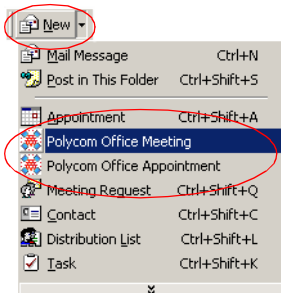 New
Mail Message Ctrl+N
Post in This Folder Ctrl+Shift+S
Appointment Ctrl+Shift+A
Polycom Office Meeting
Polycom Office Appointment
Meeting Request Ctrl+Shift+Q
Contact Ctrl+Shift+C
Distribution List Ctrl+Shift+L
Task Ctrl+Shift+K